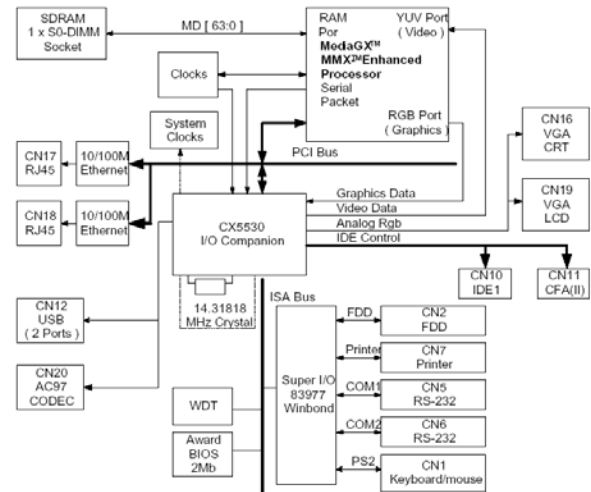 SDRAM
1 x S0-DIMM
Socket
MD [ 63:0 ]
RAM
Por
MediaGX™
MMX™Enhanced
Processor
Serial
Packet
YUV Port
( Video )
RGB Port
( Graphics )
Clocks
System
Clocks
CN17
RJ45
10/100M
Ethernet
PCI Bus
CN16
VGA
CRT
CN18
RJ45
10/100M
Ethernet
CX5530
I/O Companion
Graphics Data
Video Data
Analog Rgb
IDE Control
CN19
VGA
LCD
CN10
IDE1
CN11
CFA(II)
14.31818
MHz Crystal
ISA Bus
CN12
USB
( 2 Ports )
CN20
AC97
CODEC
WDT
Award
BIOS
2Mb
Super I/O
83977
Winbond
FDD
CN2
FDD
Printer
CN7
Printer
COM1
CN5
RS-232
COM2
CN6
RS-232
PS2
CN1
Keyboard/mouse